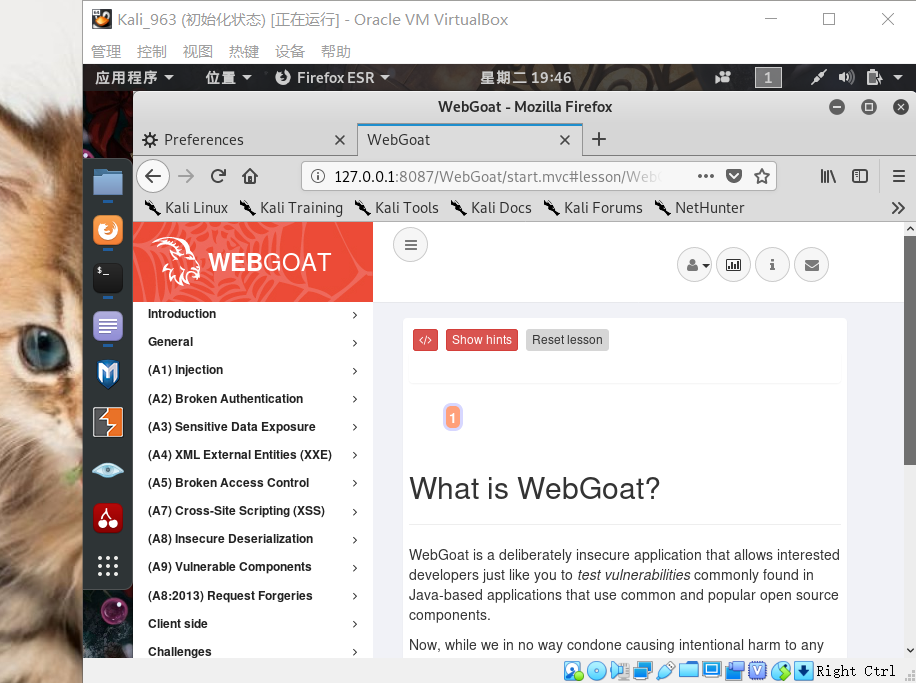 Kali_963 (初始化状态) [正在运行] - Oracle VM VirtualBox
管理 控制 视图 热键 设备 帮助
应用程序 位置 Firefox ESR 星期二 19:46 1
WebGoat - Mozilla Firefox
Preferences WebGoat
127.0.0.1:8087/WebGoat/start.mvc#lesson/WebG
Kali Linux Kali Training Kali Tools Kali Docs Kali Forums NetHunter
WEBGOAT
Introduction
General
(A1) Injection
(A2) Broken Authentication
(A3) Sensitive Data Exposure
(A4) XML External Entities (XXE)
(A5) Broken Access Control
(A7) Cross-Site Scripting (XSS)
(A8) Insecure Deserialization
(A9) Vulnerable Components
(A8:2013) Request Forgeries
Client side
Challenges
Show hints Reset lesson
1
What is WebGoat?
WebGoat is a deliberately insecure application that allows interested
developers just like you to test vulnerabilities commonly found in
Java-based applications that use common and popular open source
components.
Now, while we in no way condone causing intentional harm to any
Right Ctrl